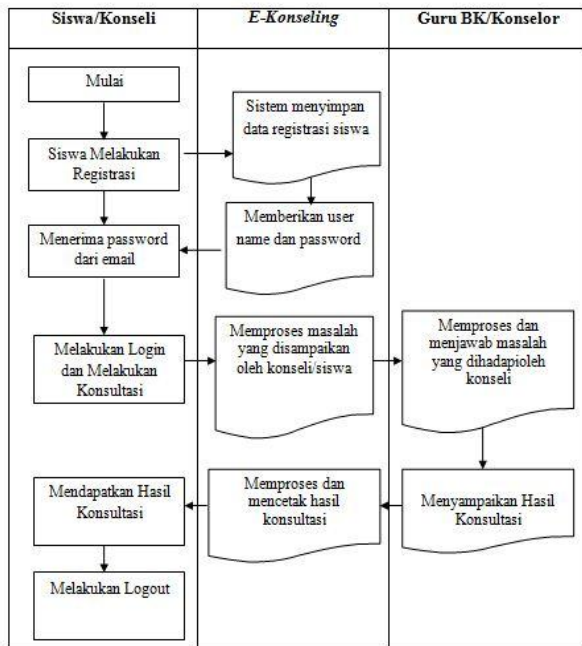 Siswa/Konseli
E-Konseling
Guru BK/Konselor
Mulai
Sistem menyimpan
data registrasi siswa
Siswa Melakukan
Registrasi
Memberikan user
name dan password
Menerima password
dari email
Melakukan Login
dan Melakukan
Konsultasi
Memproses masalah
yang disampaikan
oleh konseli/siswa
Memproses dan
menjawab masalah
yang dihadapioleh
konseli
Menyampaikan Hasil
Konsultasi
Memproses dan
mencetak hasil
konsultasi
Mendapatkan Hasil
Konsultasi
Melakukan Logout